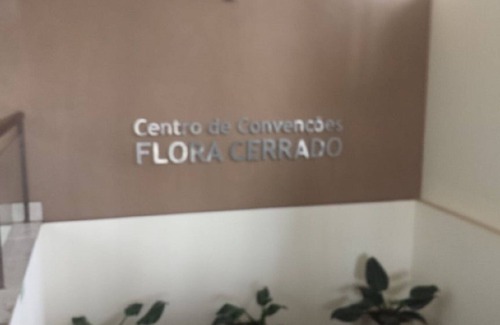 Centro de Convenções
FLORA CERRADO